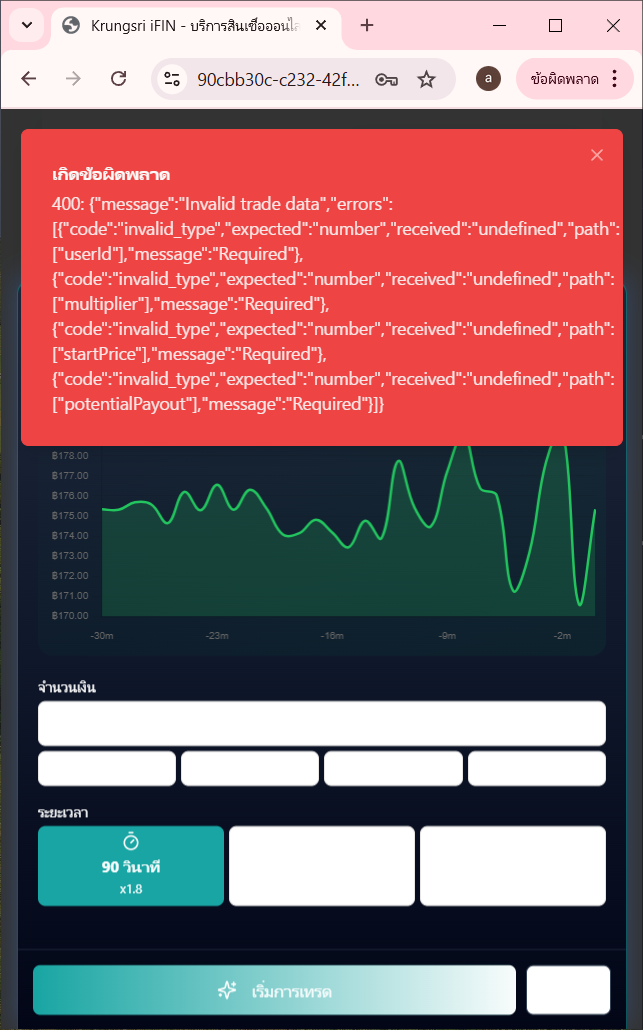 Krungsri iFIN - บริการสินเชื่อออนไล
90cbb30c-c232-42f...
a
ข้อผิดพลาด
เกิดข้อผิดพลาด
400: {"message":"Invalid trade data","errors":
[{"code":"invalid_type","expected":"number","received":"undefined","path":
["userId"],"message":"Required"},
{"code":"invalid_type","expected":"number","received":"undefined","path":
["multiplier"],"message":"Required"},
{"code":"invalid_type","expected":"number","received":"undefined","path":
["startPrice"],"message":"Required"},
{"code":"invalid_type","expected":"number","received":"undefined","path":
["potentialPayout"],"message":"Required"}]}
฿178.00
฿177.00
฿176.00
฿175.00
฿174.00
฿173.00
฿172.00
฿171.00
฿170.00
-30m -23m -16m -9m -2m
จำนวนเงิน
ระยะเวลา
90 วินาที
x1.8
เริ่มการเทรด